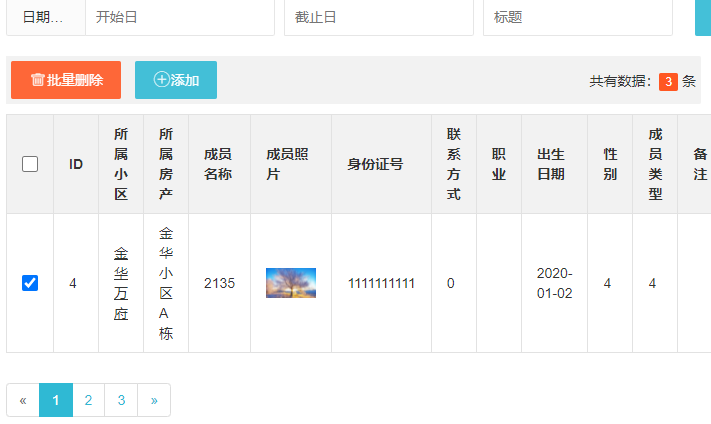 日期... 开始日 截止日 标题
批量删除 添加 共有数据：3 条
ID 所属小区 所属房产 成员名称 成员照片 身份证号 联系方式 职业 出生日期 性别 成员类型 备注
4 金华万府 金华小区A栋 2135 1111111111 0 2020-01-02 4 4
« 1 2 3 »